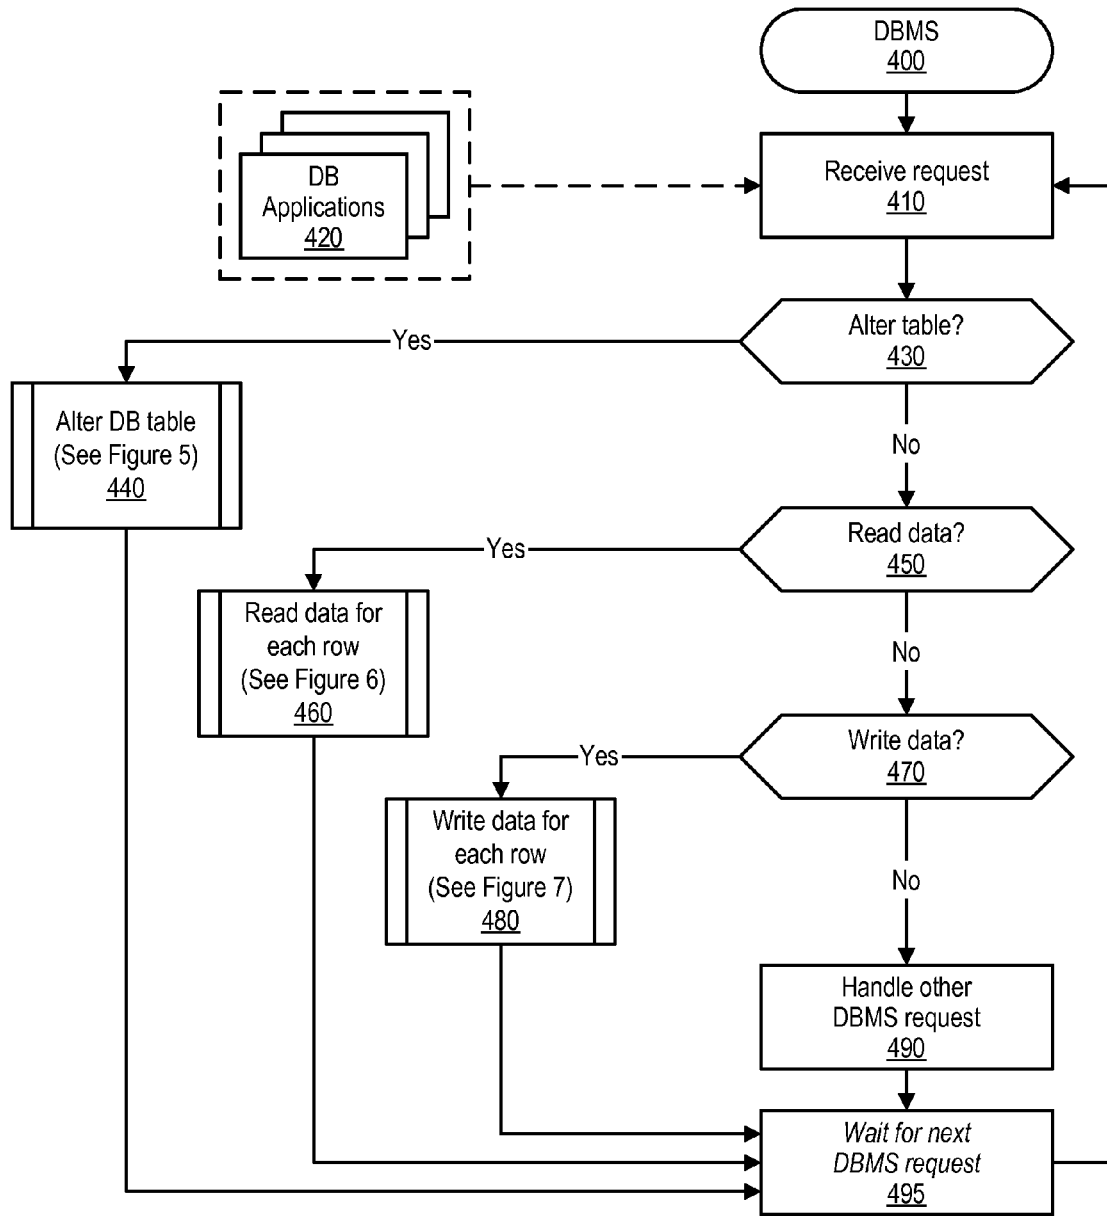 DBMS
400
DB
Applications
420
Receive request
410
Alter table?
430
Yes
Alter DB table
(See Figure 5)
440
No
Read data?
450
Yes
Read data for
each row
(See Figure 6)
460
No
Write data?
470
Yes
Write data for
each row
(See Figure 7)
480
No
Handle other
DBMS request
490
Wait for next
DBMS request
495